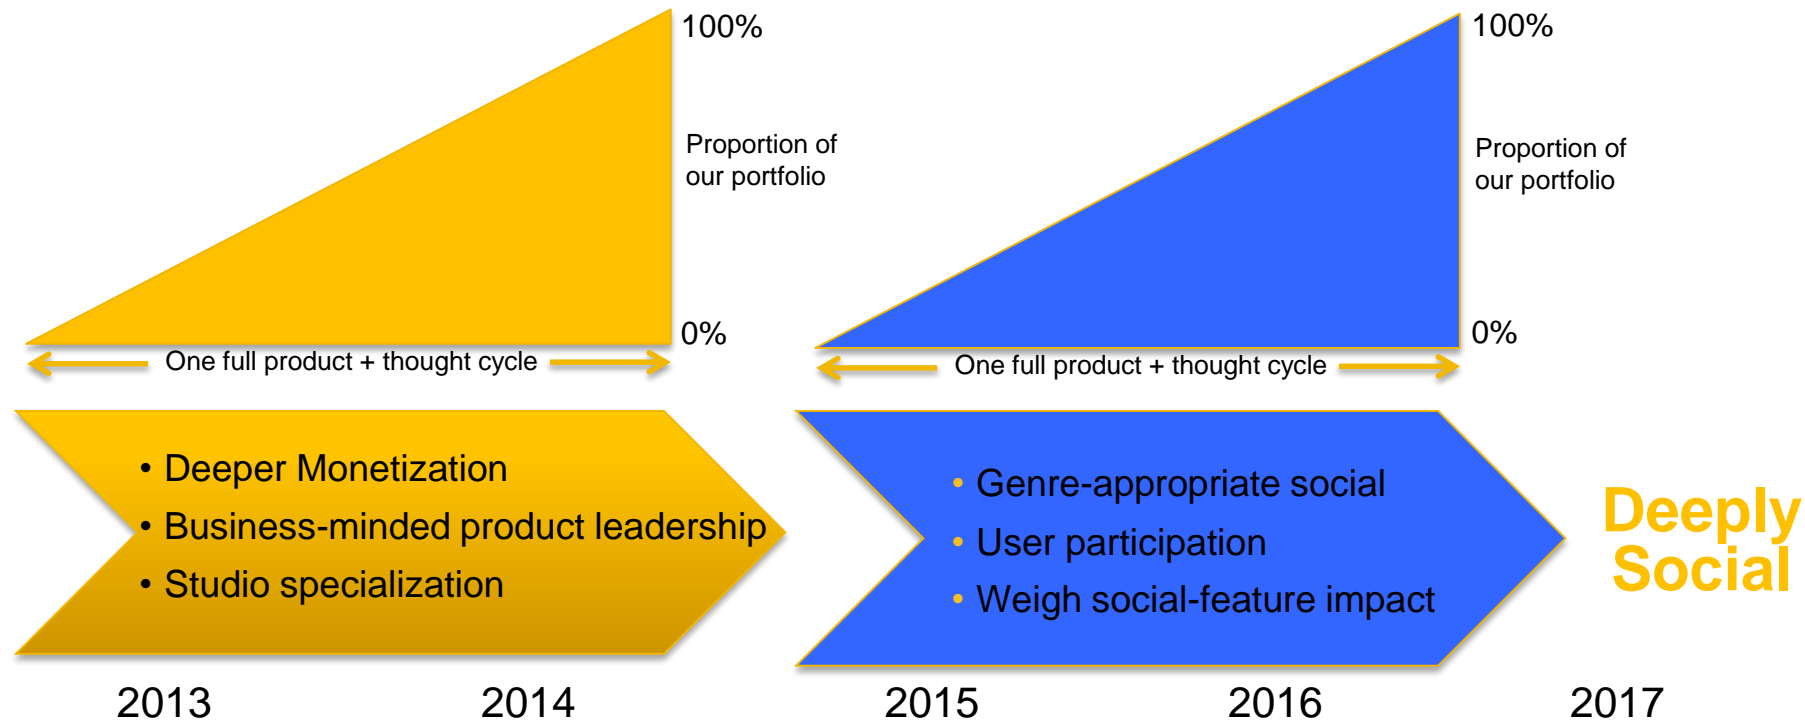 100%
Proportion of
our portfolio
0%
One full product + thought cycle
100%
Proportion of
our portfolio
0%
One full product + thought cycle
• Deeper Monetization
• Business-minded product leadership
• Studio specialization
• Genre-appropriate social
• User participation
• Weigh social-feature impact
Deeply
Social
2013 2014 2015 2016 2017